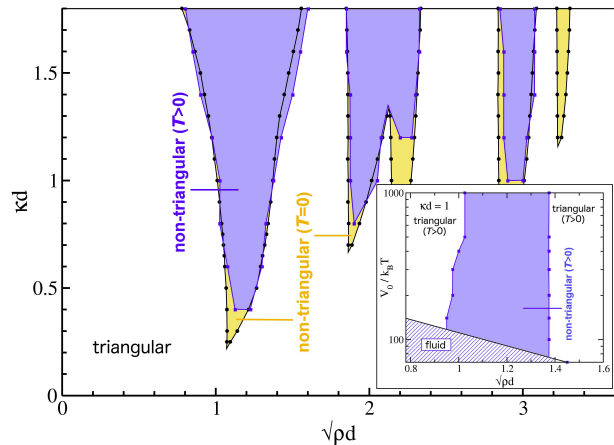 1.5
1
0.5
0
κd
0
1
2
3
√ρd
triangular
non-triangular (T>0)
non-triangular (T=0)
1000
100
V₀ / k_BT
κd = 1
triangular
(T>0)
triangular
(T>0)
non-triangular (T>0)
fluid
0.8
1
1.2
1.4
1.6
√ρd